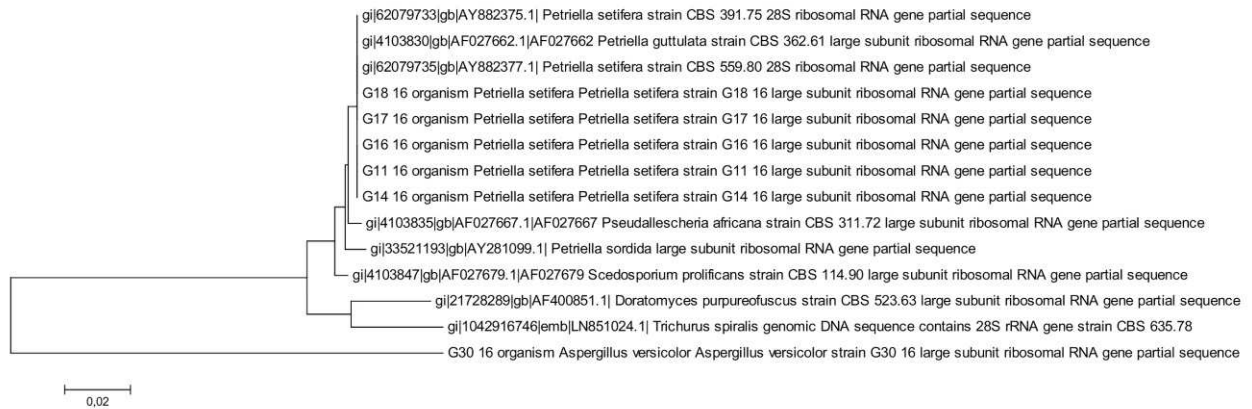 gi|62079733|gb|AY882375.1| Petriella setifera strain CBS 391.75 28S ribosomal RNA gene partial sequence
gi|4103830|gb|AF027662.1|AF027662 Petriella guttulata strain CBS 362.61 large subunit ribosomal RNA gene partial sequence
gi|62079735|gb|AY882377.1| Petriella setifera strain CBS 559.80 28S ribosomal RNA gene partial sequence
G18 16 organism Petriella setifera Petriella setifera strain G18 16 large subunit ribosomal RNA gene partial sequence
G17 16 organism Petriella setifera Petriella setifera strain G17 16 large subunit ribosomal RNA gene partial sequence
G16 16 organism Petriella setifera Petriella setifera strain G16 16 large subunit ribosomal RNA gene partial sequence
G11 16 organism Petriella setifera Petriella setifera strain G11 16 large subunit ribosomal RNA gene partial sequence
G14 16 organism Petriella setifera Petriella setifera strain G14 16 large subunit ribosomal RNA gene partial sequence
gi|4103835|gb|AF027667.1|AF027667 Pseudallescheria africana strain CBS 311.72 large subunit ribosomal RNA gene partial sequence
gi|33521193|gb|AY281099.1| Petriella sordida large subunit ribosomal RNA gene partial sequence
gi|4103847|gb|AF027679.1|AF027679 Scedosporium prolificans strain CBS 114.90 large subunit ribosomal RNA gene partial sequence
gi|21728289|gb|AF400851.1| Doratomyces purpureofuscus strain CBS 523.63 large subunit ribosomal RNA gene partial sequence
gi|1042916746|emb|LN851024.1| Trichurus spiralis genomic DNA sequence contains 28S rRNA gene strain CBS 635.78
G30 16 organism Aspergillus versicolor Aspergillus versicolor strain G30 16 large subunit ribosomal RNA gene partial sequence
0,02